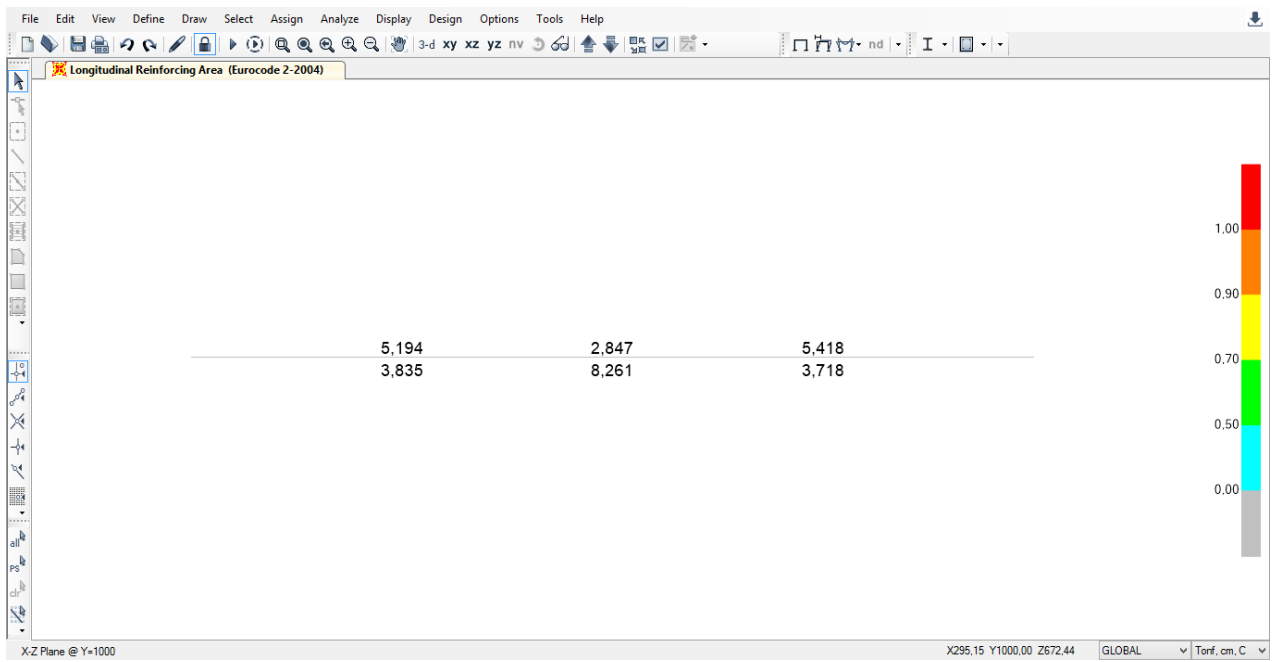 File Edit View Define Draw Select Assign Analyze Display Design Options Tools Help
3-d xy xz yz nv nd
Longitudinal Reinforcing Area (Eurocode 2-2004)
5,194 2,847 5,418
3,835 8,261 3,718
1,00
0,90
0,70
0,50
0,00
all
PS
clr
X-Z Plane @ Y=1000 X295,15 Y1000,00 Z672,44 GLOBAL Tonf, cm, C